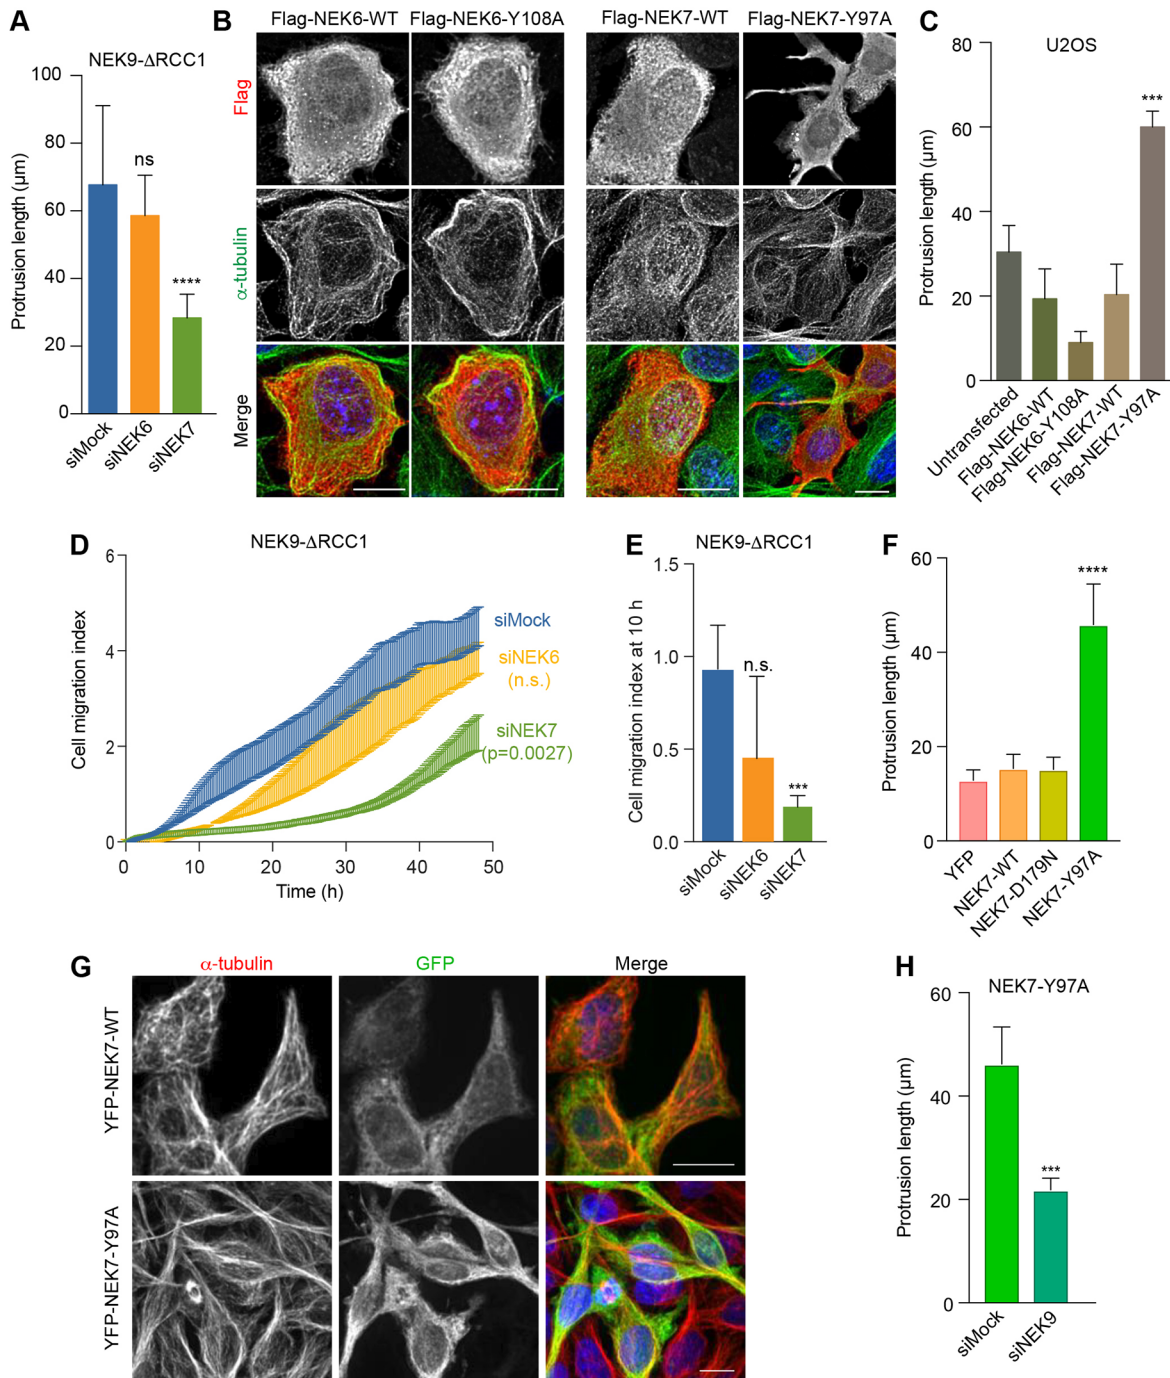 A
NEK9-ΔRCC1
Protrusion length (µm)
100
80
60
40
20
0
ns
****
siMock
siNEK6
siNEK7
B
Flag-NEK6-WT
Flag-NEK6-Y108A
Flag-NEK7-WT
Flag-NEK7-Y97A
Flag
α-tubulin
Merge
C
U2OS
Protrusion length (µm)
80
60
40
20
0
***
Untransfected
Flag-NEK6-WT
Flag-NEK6-Y108A
Flag-NEK7-WT
Flag-NEK7-Y97A
D
NEK9-ΔRCC1
Cell migration index
6
4
2
0
siMock
siNEK6
(n.s.)
siNEK7
(p=0.0027)
0
10
20
30
40
50
Time (h)
E
NEK9-ΔRCC1
Cell migration index at 10 h
1.5
1.0
0.5
0.0
n.s.
***
siMock
siNEK6
siNEK7
F
Protrusion length (µm)
60
40
20
0
****
YFP
NEK7-WT
NEK7-D179N
NEK7-Y97A
G
α-tubulin
GFP
Merge
YFP-NEK7-WT
YFP-NEK7-Y97A
H
NEK7-Y97A
Protrusion length (µm)
60
40
20
0
***
siMock
siNEK9